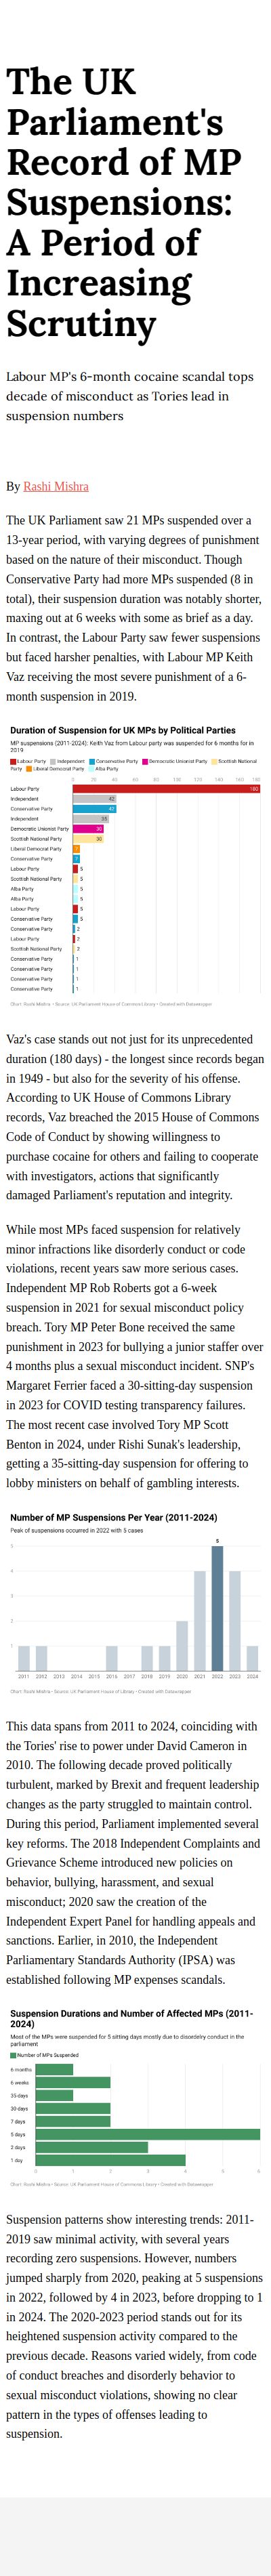 The UK
Parliament's
Record of MP
Suspensions:
A Period of
Increasing
Scrutiny
Labour MP's 6-month cocaine scandal tops
decade of misconduct as Tories lead in
suspension numbers
By Rashi Mishra
The UK Parliament saw 21 MPs suspended over a
13-year period, with varying degrees of punishment
based on the nature of their misconduct. Though
Conservative Party had more MPs suspended (8 in
total), their suspension duration was notably shorter,
maxing out at 6 weeks with some as brief as a day.
In contrast, the Labour Party saw fewer suspensions
but faced harsher penalties, with Labour MP Keith
Vaz receiving the most severe punishment of a 6-
month suspension in 2019.
Duration of Suspension for UK MPs by Political Parties
MP suspensions (2011-2024): Keith Vaz from Labour party was suspended for 6 months for in
2019
Labour Party Independent Conservative Party Democratic Unionist Party Scottish National
Party Liberal Democrat Party Alba Party
0 20 40 60 80 100 120 140 160 180
Labour Party 180
Independent 42
Conservative Party 42
Independent 35
Democratic Unionist Party 30
Scottish National Party 30
Liberal Democrat Party 7
Conservative Party 7
Labour Party 5
Scottish National Party 5
Alba Party 5
Alba Party 5
Labour Party 5
Conservative Party 5
Conservative Party 2
Labour Party 2
Scottish National Party 2
Conservative Party 1
Conservative Party 1
Conservative Party 1
Conservative Party 1
Chart: Rashi Mishra • Source: UK Parliament House of Commons Library • Created with Datawrapper
Vaz's case stands out not just for its unprecedented
duration (180 days) - the longest since records began
in 1949 - but also for the severity of his offense.
According to UK House of Commons Library
records, Vaz breached the 2015 House of Commons
Code of Conduct by showing willingness to
purchase cocaine for others and failing to cooperate
with investigators, actions that significantly
damaged Parliament's reputation and integrity.
While most MPs faced suspension for relatively
minor infractions like disorderly conduct or code
violations, recent years saw more serious cases.
Independent MP Rob Roberts got a 6-week
suspension in 2021 for sexual misconduct policy
breach. Tory MP Peter Bone received the same
punishment in 2023 for bullying a junior staffer over
4 months plus a sexual misconduct incident. SNP's
Margaret Ferrier faced a 30-sitting-day suspension
in 2023 for COVID testing transparency failures.
The most recent case involved Tory MP Scott
Benton in 2024, under Rishi Sunak's leadership,
getting a 35-sitting-day suspension for offering to
lobby ministers on behalf of gambling interests.
Number of MP Suspensions Per Year (2011-2024)
Peak of suspensions occurred in 2022 with 5 cases
5
5
4
3
2
1
2011 2012 2013 2014 2015 2016 2017 2018 2019 2020 2021 2022 2023 2024
Chart: Rashi Mishra • Source: UK Parliament House of Library • Created with Datawrapper
This data spans from 2011 to 2024, coinciding with
the Tories' rise to power under David Cameron in
2010. The following decade proved politically
turbulent, marked by Brexit and frequent leadership
changes as the party struggled to maintain control.
During this period, Parliament implemented several
key reforms. The 2018 Independent Complaints and
Grievance Scheme introduced new policies on
behavior, bullying, harassment, and sexual
misconduct; 2020 saw the creation of the
Independent Expert Panel for handling appeals and
sanctions. Earlier, in 2010, the Independent
Parliamentary Standards Authority (IPSA) was
established following MP expenses scandals.
Suspension Durations and Number of Affected MPs (2011-
2024)
Most of the MPs were suspended for 5 sitting days mostly due to disordelry conduct in the
parliament
Number of MPs Suspended
6 months
6 weeks
35-days
30-days
7 days
5 days
2 days
1 day
0 1 2 3 4 5 6
Chart: Rashi Mishra • Source: UK Parliament House of Commons Library • Created with Datawrapper
Suspension patterns show interesting trends: 2011-
2019 saw minimal activity, with several years
recording zero suspensions. However, numbers
jumped sharply from 2020, peaking at 5 suspensions
in 2022, followed by 4 in 2023, before dropping to 1
in 2024. The 2020-2023 period stands out for its
heightened suspension activity compared to the
previous decade. Reasons varied widely, from code
of conduct breaches and disorderly behavior to
sexual misconduct violations, showing no clear
pattern in the types of offenses leading to
suspension.